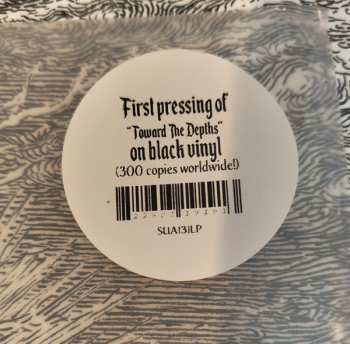 First pressing of
"Toward The Depths"
on black vinyl
(300 copies worldwide!)
SUA131LP